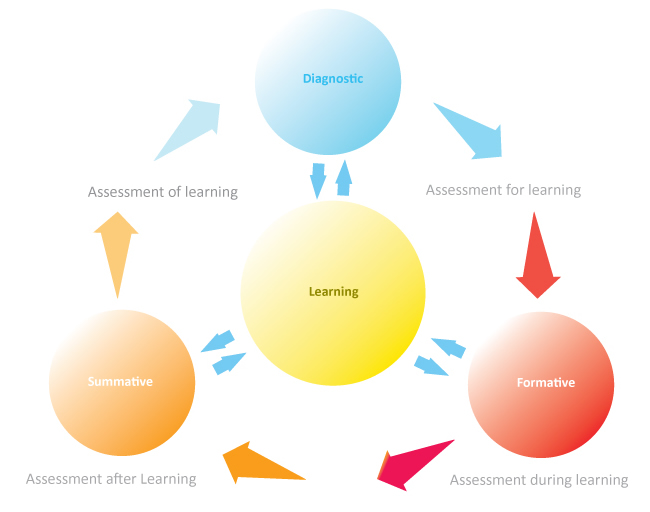 Diagnostic
Assessment of learning
Assessment for learning
Learning
Summative
Formative
Assessment after Learning
Assessment during learning